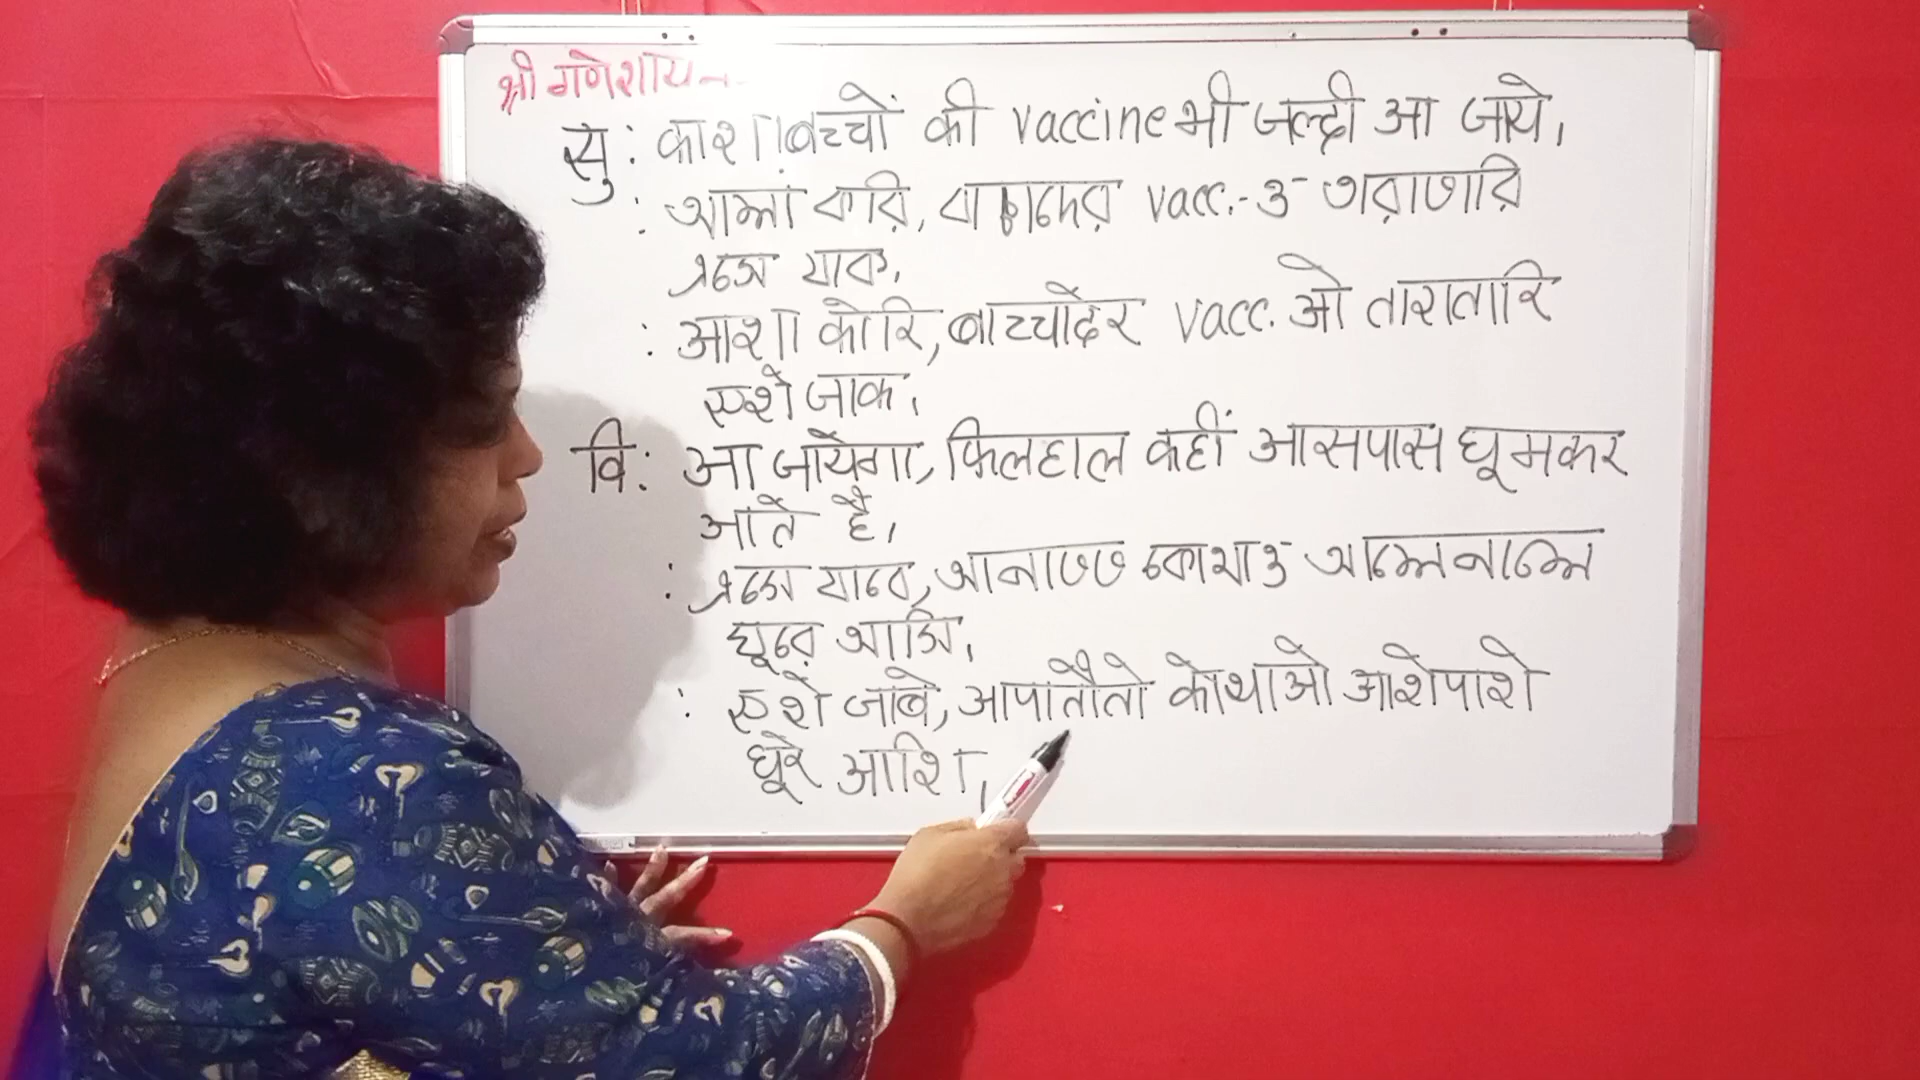 श्री गणेशाय न
सु: काश! बच्चों की vaccine भी जल्दी आ जाये।
: আশা করি, বাচ্চাদের vacc.-ও তারাতারি
এসে যাক,
: आशा कोरि, बाच्चादेर vacc. ओ तारातारि
एशे जाक,
वि: आ जायेगा, फिलहाल कहीं आसपास घूमकर
आते है,
: এসে যাবে, আপাতত কোথাও আশেপাশে
ঘুরে আসি,
: एशे जाबे, आपातौतो कोथाओ आशेपाशे
घूरे आशि,